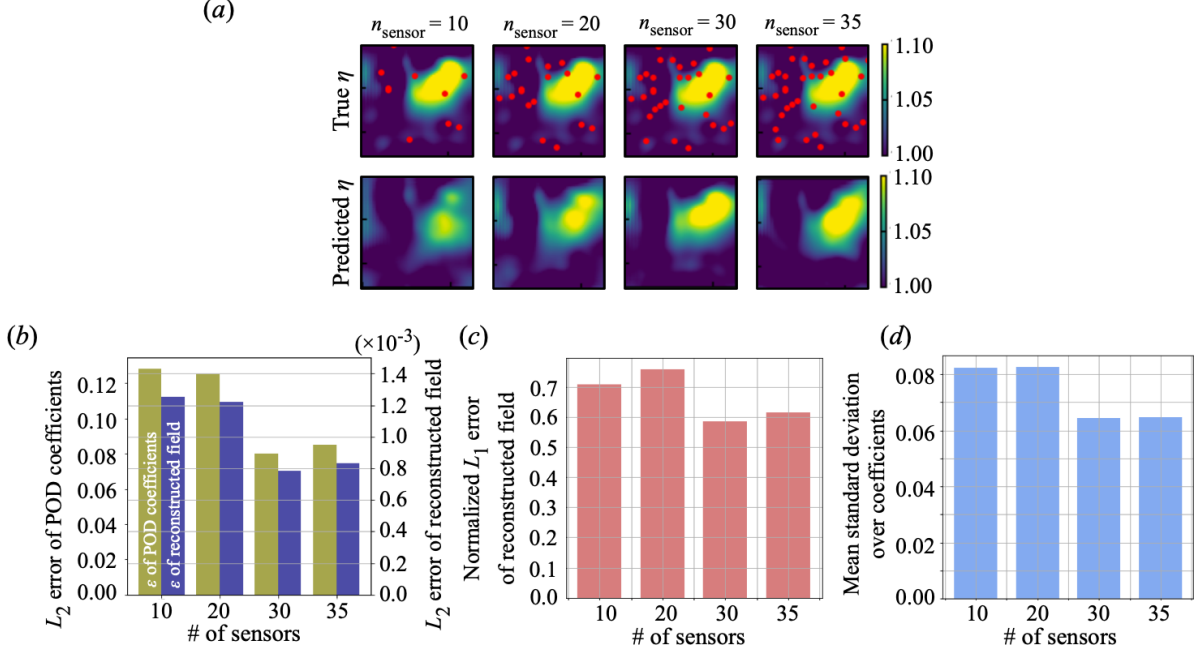 (a)
n_sensor = 10 n_sensor = 20 n_sensor = 30 n_sensor = 35
True η
1.10
1.05
1.00
Predicted η
1.10
1.05
1.00
(b)
(×10⁻³)
L₂ error of POD coefficients
0.12
0.10
0.08
0.06
0.04
0.02
0.00
ε of POD coefficients
ε of reconstructed field
1.4
1.2
1.0
0.8
0.6
0.4
0.2
0.0
L₂ error of reconstructed field
10 20 30 35
# of sensors
(c)
Normalized L₁ error
of reconstructed field
0.7
0.6
0.5
0.4
0.3
0.2
0.1
0.0
10 20 30 35
# of sensors
(d)
Mean standard deviation
over coefficients
0.08
0.06
0.04
0.02
0.00
10 20 30 35
# of sensors